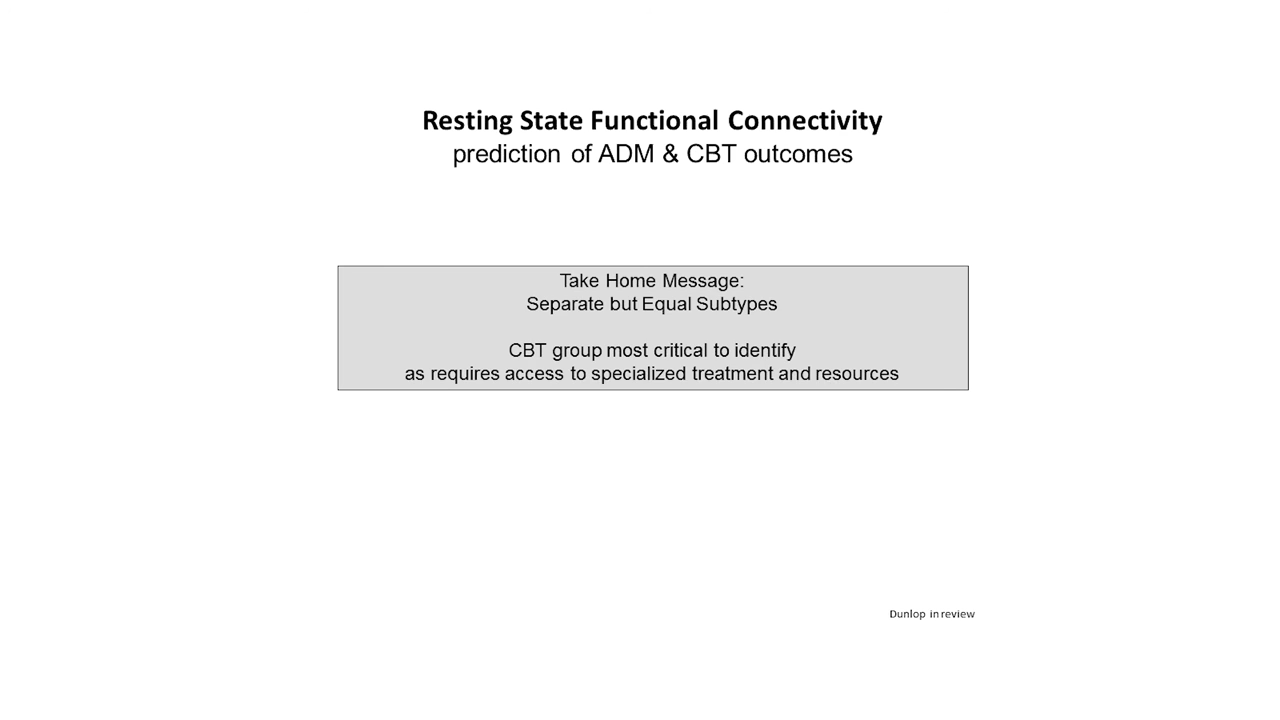 Resting State Functional Connectivity
prediction of ADM & CBT outcomes
Take Home Message:
Separate but Equal Subtypes
CBT group most critical to identify
as requires access to specialized treatment and resources
Dunlop in review